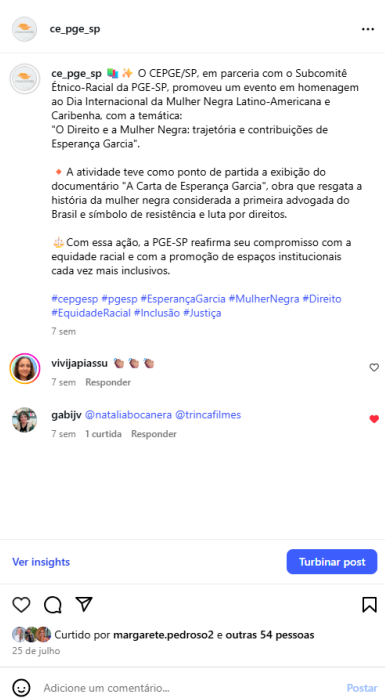 ce_pge_sp
ce_pge_sp 📚✨ O CEPGE/SP, em parceria com o Subcomitê
Étnico-Racial da PGE-SP, promoveu um evento em homenagem
ao Dia Internacional da Mulher Negra Latino-Americana e
Caribenha, com a temática:
"O Direito e a Mulher Negra: trajetória e contribuições de
Esperança Garcia".
🔸A atividade teve como ponto de partida a exibição do
documentário "A Carta de Esperança Garcia", obra que resgata a
história da mulher negra considerada a primeira advogada do
Brasil e símbolo de resistência e luta por direitos.
⚖️Com essa ação, a PGE-SP reafirma seu compromisso com a
equidade racial e com a promoção de espaços institucionais
cada vez mais inclusivos.
#cepgesp #pgesp #EsperançaGarcia #MulherNegra #Direito
#EquidadeRacial #Inclusão #Justiça
7 sem
vivijapiassu 👏🏽👏🏽👏🏽
7 sem Responder
gabijv @nataliabocanera @trincafilmes
7 sem 1 curtida Responder
Ver insights
Turbinar post
Curtido por margarete.pedroso2 e outras 54 pessoas
25 de julho
Adicione um comentário...
Postar